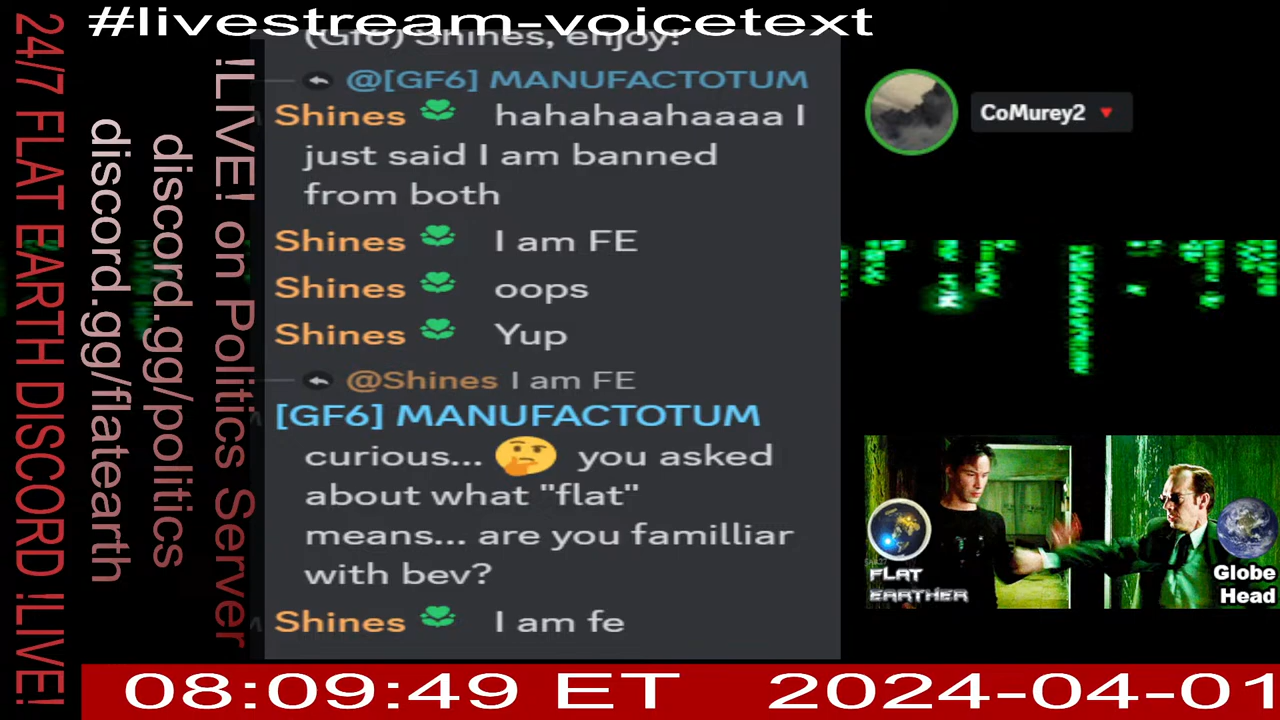 #livestream-voicetext
24/7 FLAT EARTH DISCORD !LIVE!
discord.gg/flatearth
discord.gg/politics
!LIVE! on Politics Server
(GF6) Shines, enjoy!
@[GF6] MANUFACTOTUM
Shines hahahaahaaaa I
just said I am banned
from both
Shines I am FE
Shines oops
Shines Yup
@Shines I am FE
[GF6] MANUFACTOTUM
curious... 🤔 you asked
about what "flat"
means... are you familliar
with bev?
Shines I am fe
CoMurey2
FLAT
EARTHER
Globe
Head
08:09:49 ET 2024-04-01